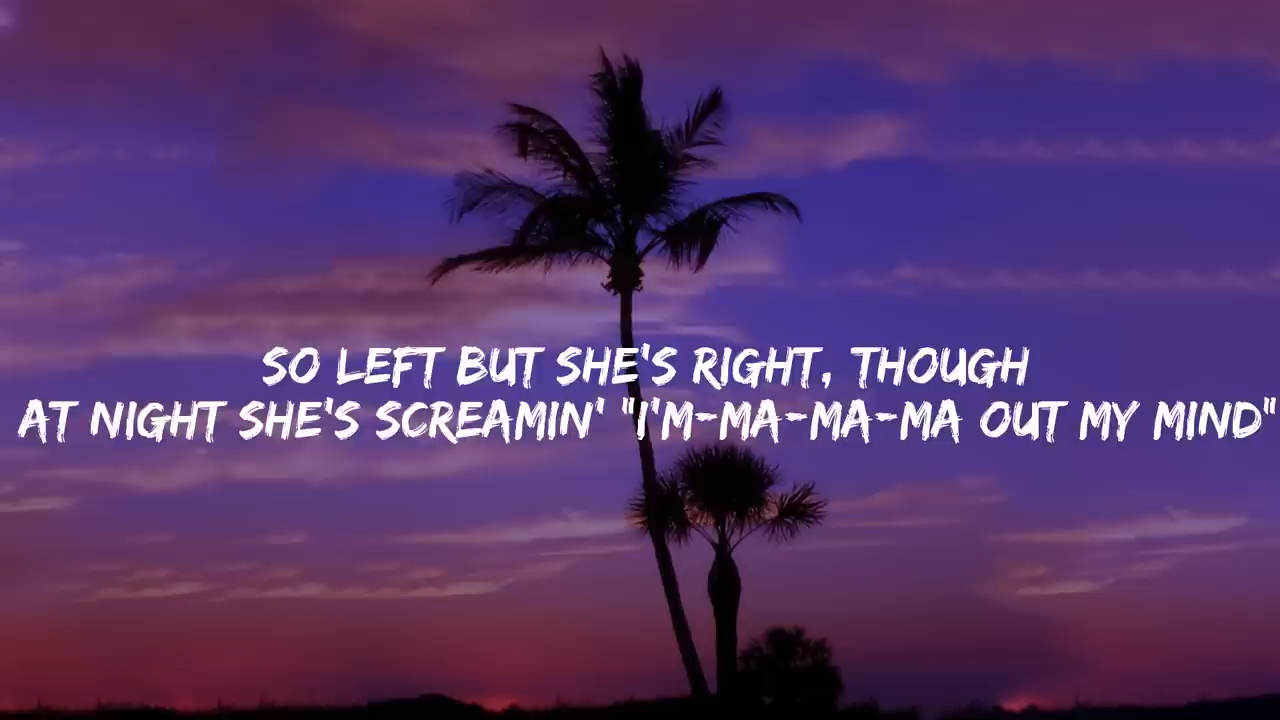 SO LEFT BUT SHE'S RIGHT, THOUGH
AT NIGHT SHE'S SCREAMIN' "I'M-MA-MA-MA OUT MY MIND"